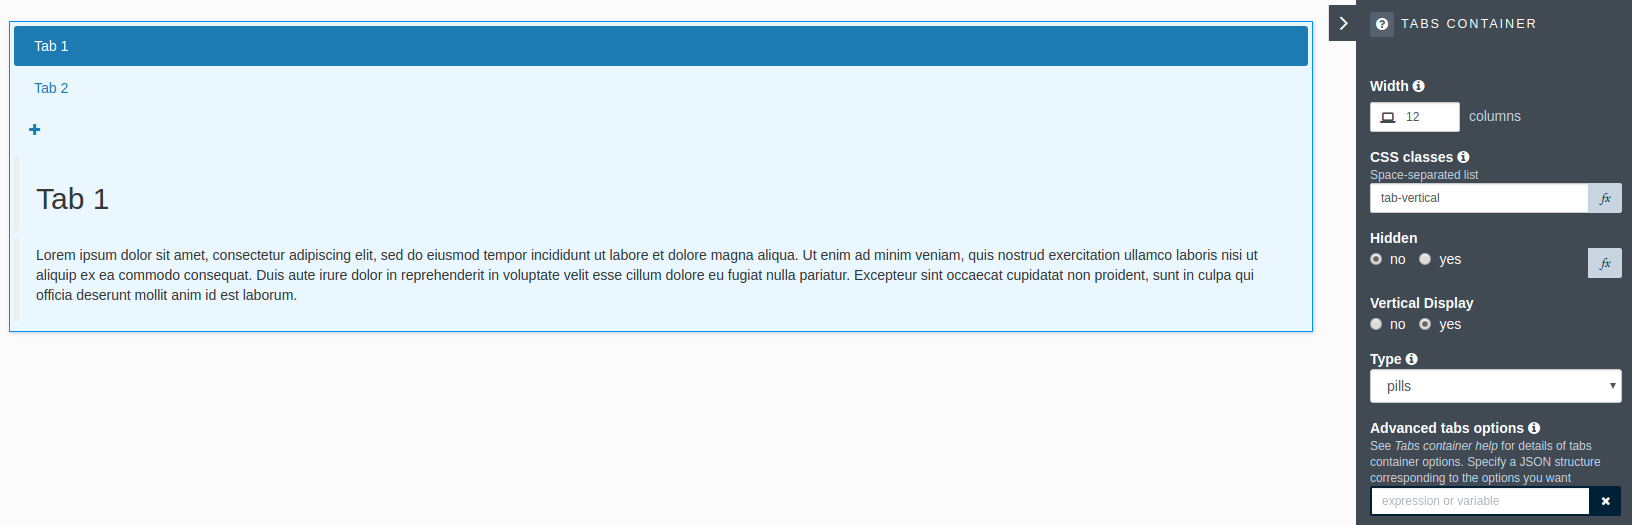 Tab 1
Tab 2
Tab 1
Lorem ipsum dolor sit amet, consectetur adipiscing elit, sed do eiusmod tempor incididunt ut labore et dolore magna aliqua. Ut enim ad minim veniam, quis nostrud exercitation ullamco laboris nisi ut
aliquip ex ea commodo consequat. Duis aute irure dolor in reprehenderit in voluptate velit esse cillum dolore eu fugiat nulla pariatur. Excepteur sint occaecat cupidatat non proident, sunt in culpa qui
officia deserunt mollit anim id est laborum.
TABS CONTAINER
Width
12 columns
CSS classes
Space-separated list
tab-vertical fx
Hidden
no yes fx
Vertical Display
no yes
Type
pills
Advanced tabs options
See Tabs container help for details of tabs
container options. Specify a JSON structure
corresponding to the options you want
expression or variable